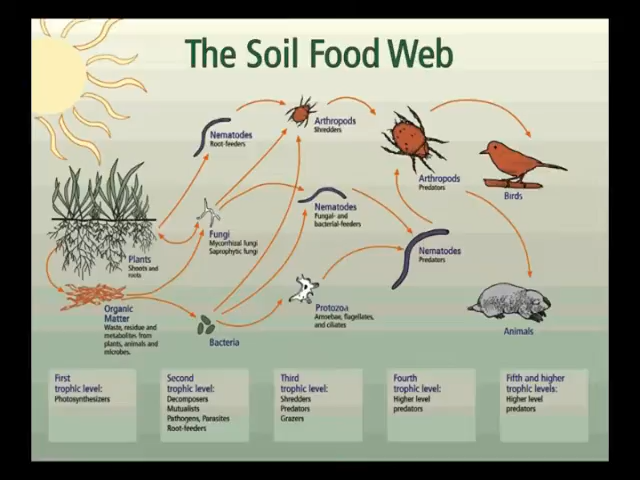 The Soil Food Web
Nematodes
Root-feeders
Arthropods
Shredders
Arthropods
Predators
Birds
Plants
Shoots and
roots
Fungi
Mycorrhizal fungi
Saprophytic fungi
Nematodes
Fungal- and
bacterial-feeders
Nematodes
Predators
Organic
Matter
Waste, residue and
metabolites from
plants, animals and
microbes.
Bacteria
Protozoa
Amoebae, flagellates,
and ciliates
Animals
First
trophic level:
Photosynthesizers
Second
trophic level:
Decomposers
Mutualists
Pathogens, Parasites
Root-feeders
Third
trophic level:
Shredders
Predators
Grazers
Fourth
trophic level:
Higher level
predators
Fifth and higher
trophic levels:
Higher level
predators